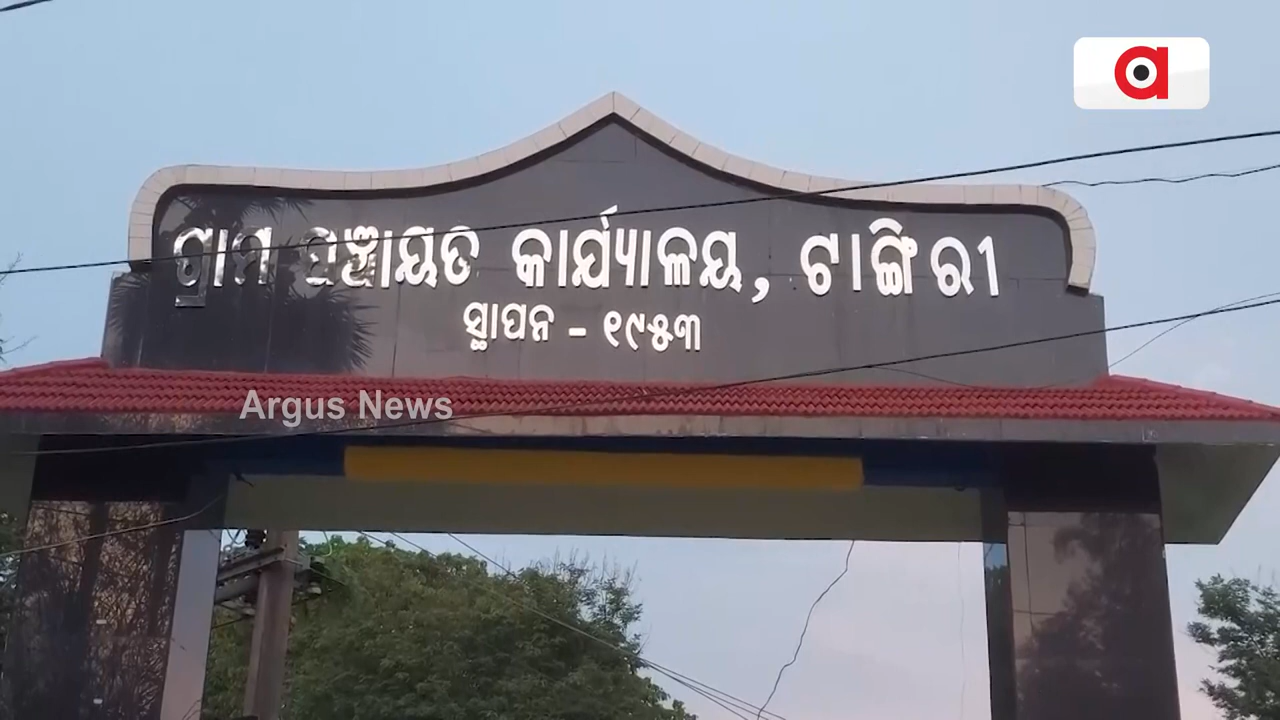 ଗ୍ରାମ ପଞ୍ଚାୟତ କାର୍ଯ୍ୟାଳୟ, ଟାଙ୍ଗିରୀ
ସ୍ଥାପନ - ୧୯୫୩
Argus News